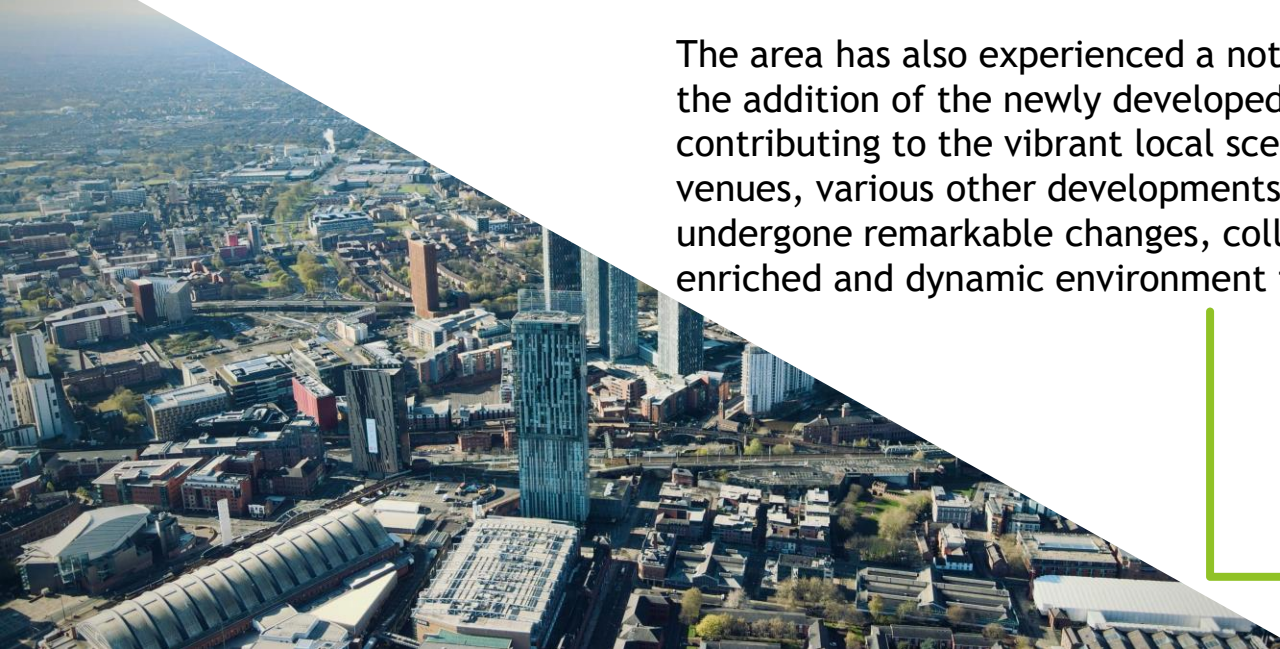 The area has also experienced a not
the addition of the newly developed
contributing to the vibrant local sce
venues, various other developments
undergone remarkable changes, coll
enriched and dynamic environment